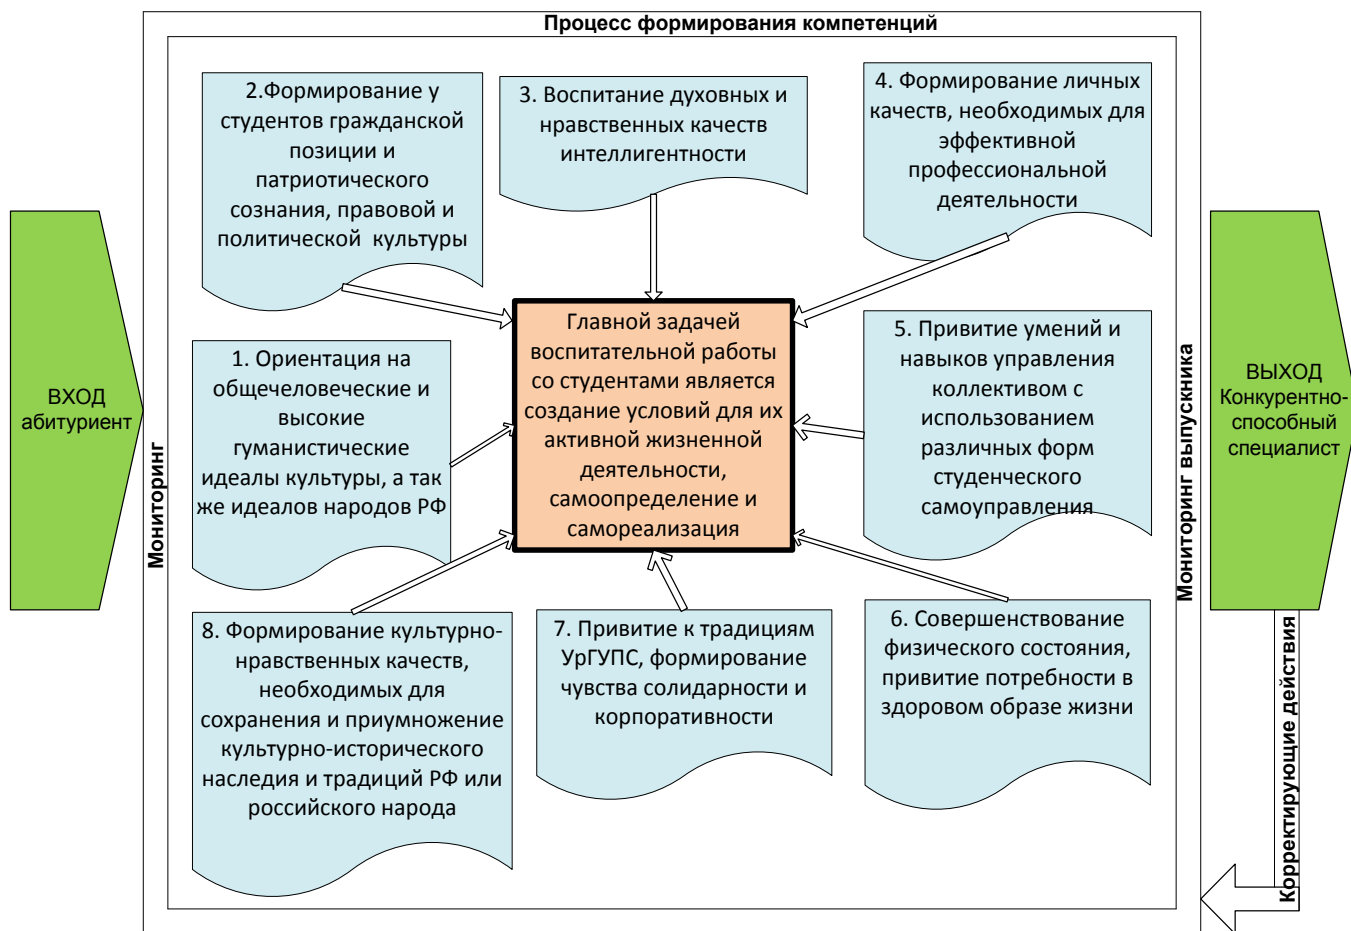 Процесс формирования компетенций
2.Формирование у
студентов гражданской
позиции и
патриотического
сознания, правовой и
политической культуры
3. Воспитание духовных и
нравственных качеств
интеллигентности
4. Формирование личных
качеств, необходимых для
эффективной
профессиональной
деятельности
ВХОД
абитуриент
Мониторинг
1. Ориентация на
общечеловеческие и
высокие
гуманистические
идеалы культуры, а так
же идеалов народов РФ
Главной задачей
воспитательной работы
со студентами является
создание условий для их
активной жизненной
деятельности,
самоопределение и
самореализация
5. Привитие умений и
навыков управления
коллективом с
использованием
различных форм
студенческого
самоуправления
Мониторинг выпускника
ВЫХОД
Конкурентно-
способный
специалист
8. Формирование культурно-
нравственных качеств,
необходимых для
сохранения и приумножение
культурно-исторического
наследия и традиций РФ или
российского народа
7. Привитие к традициям
УрГУПС, формирование
чувства солидарности и
корпоративности
6. Совершенствование
физического состояния,
привитие потребности в
здоровом образе жизни
Корректирующие действия